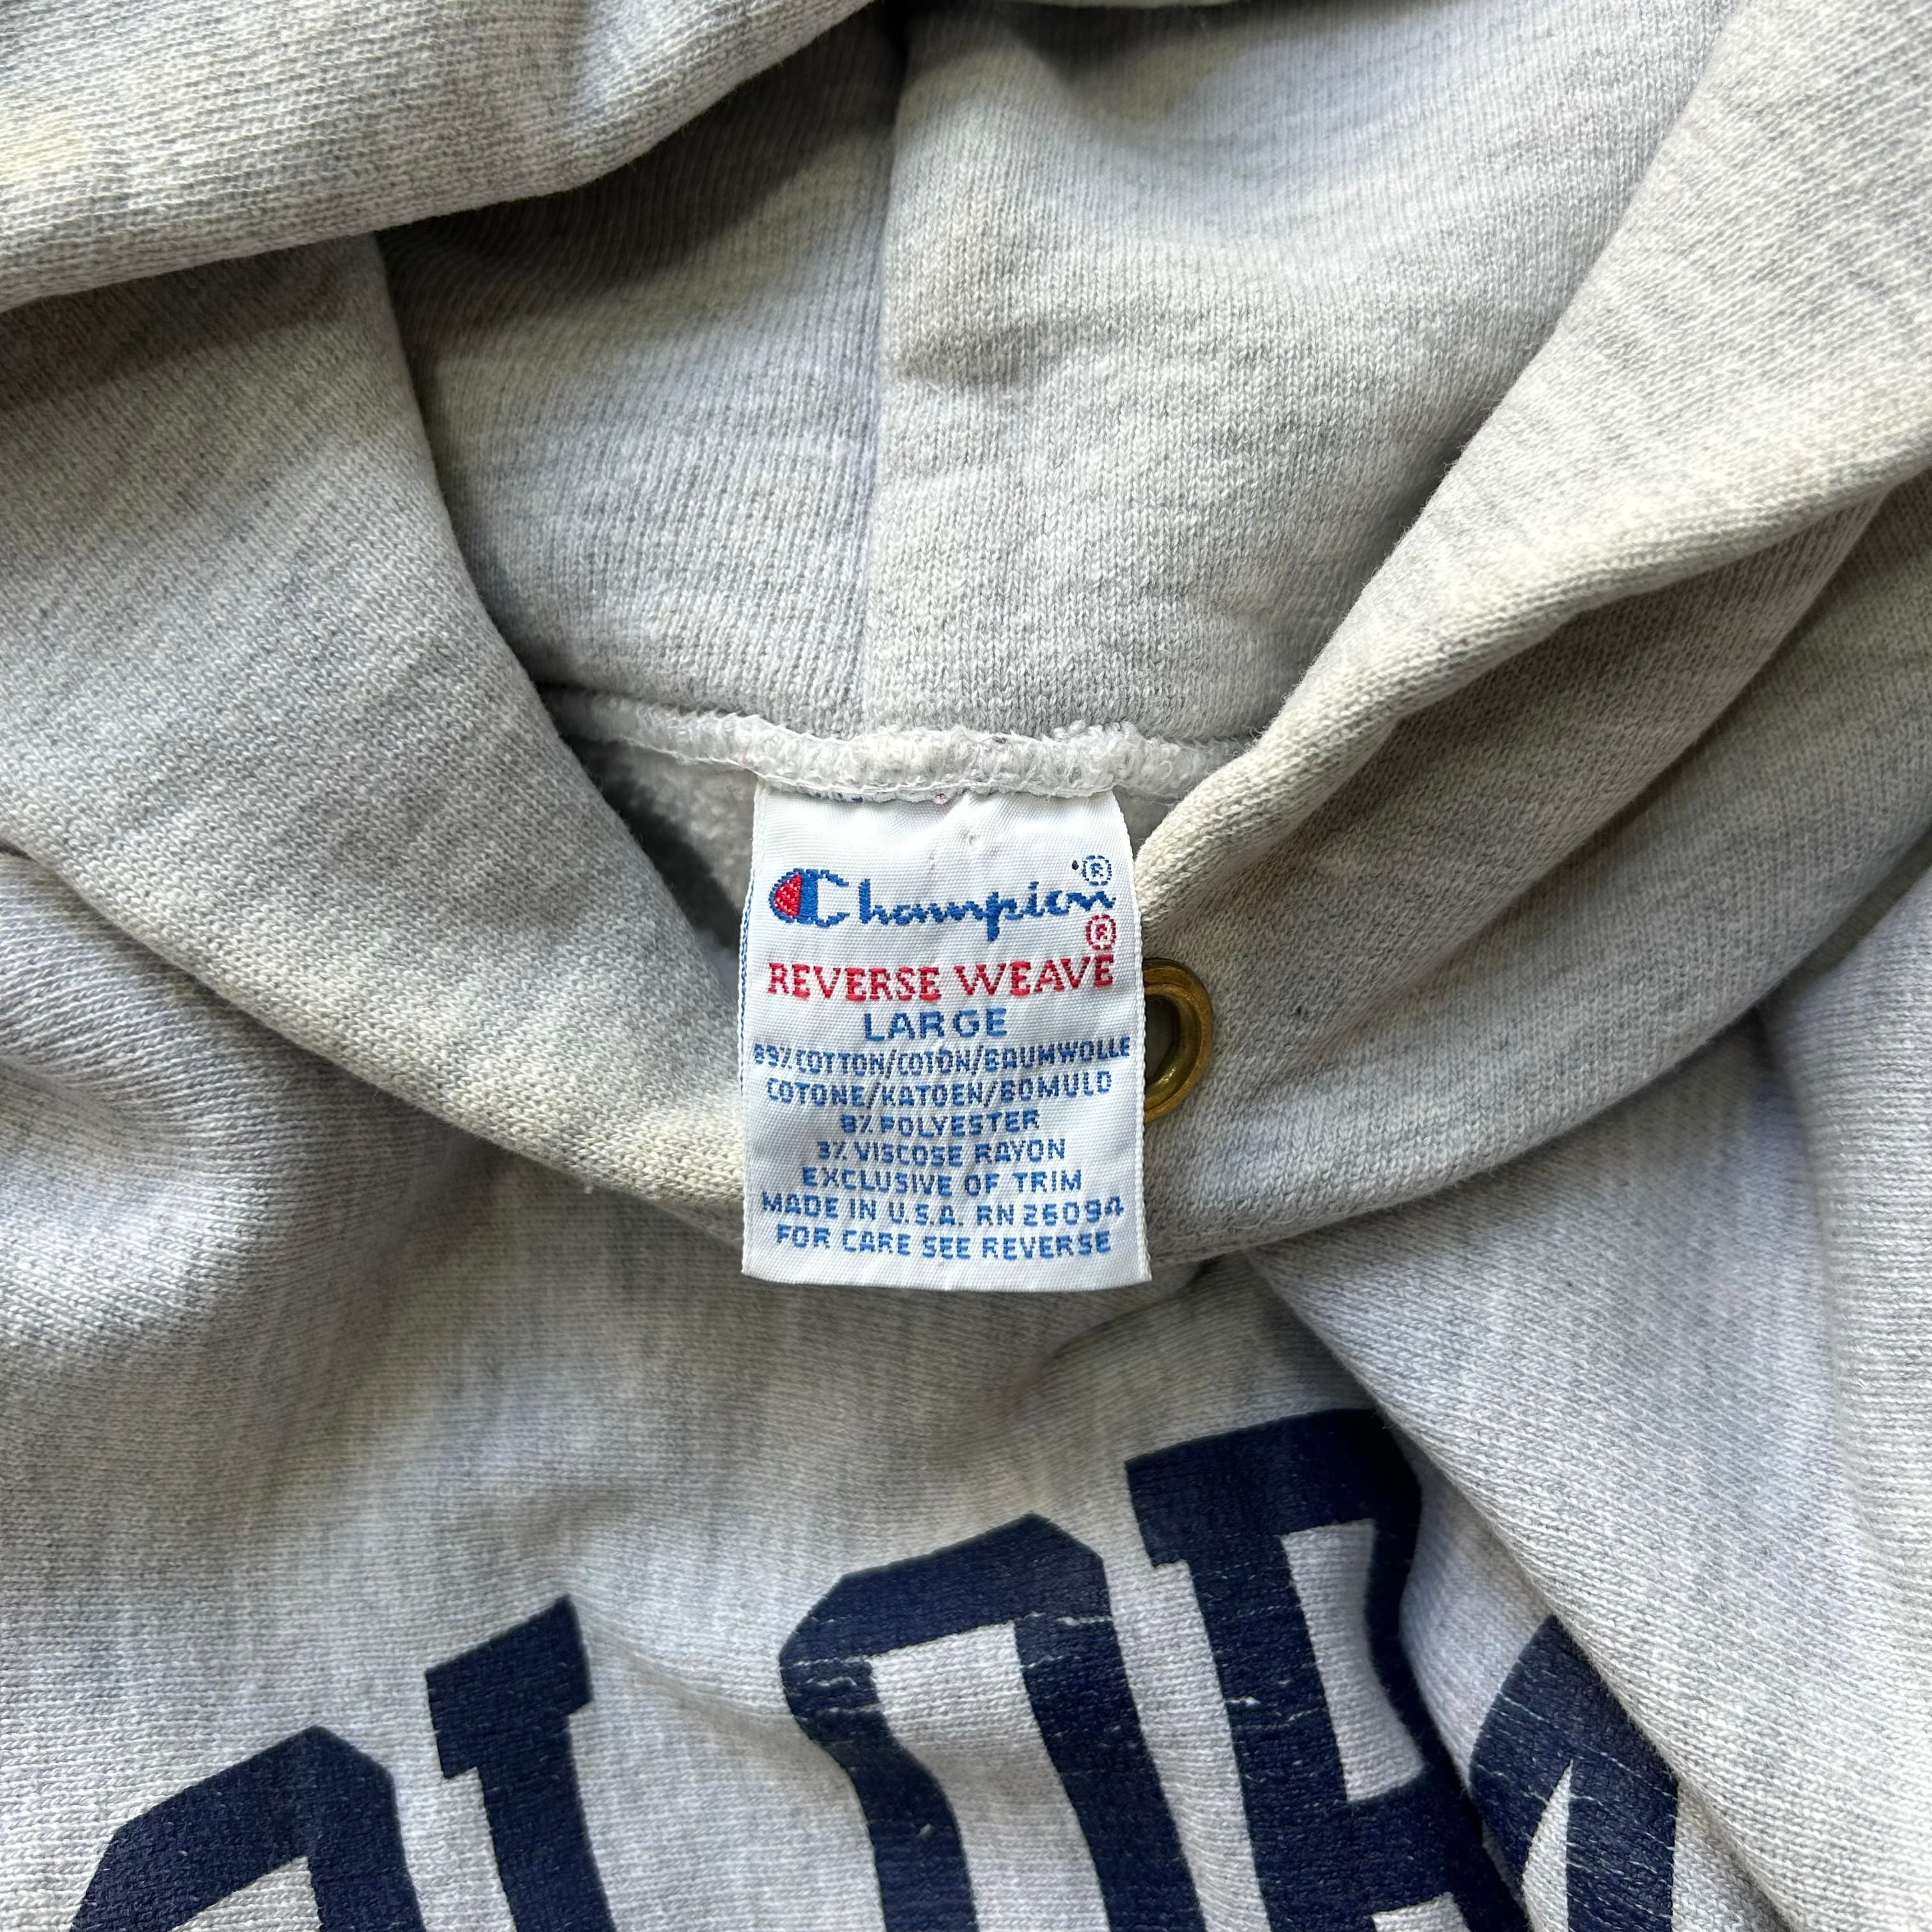 Champion®
®
REVERSE WEAVE
LARGE
89% COTTON/COTON/BAUMWOLLE
COTONE/KATOEN/BOMULD
8% POLYESTER
3% VISCOSE RAYON
EXCLUSIVE OF TRIM
MADE IN U.S.A. RN 26094
FOR CARE SEE REVERSE